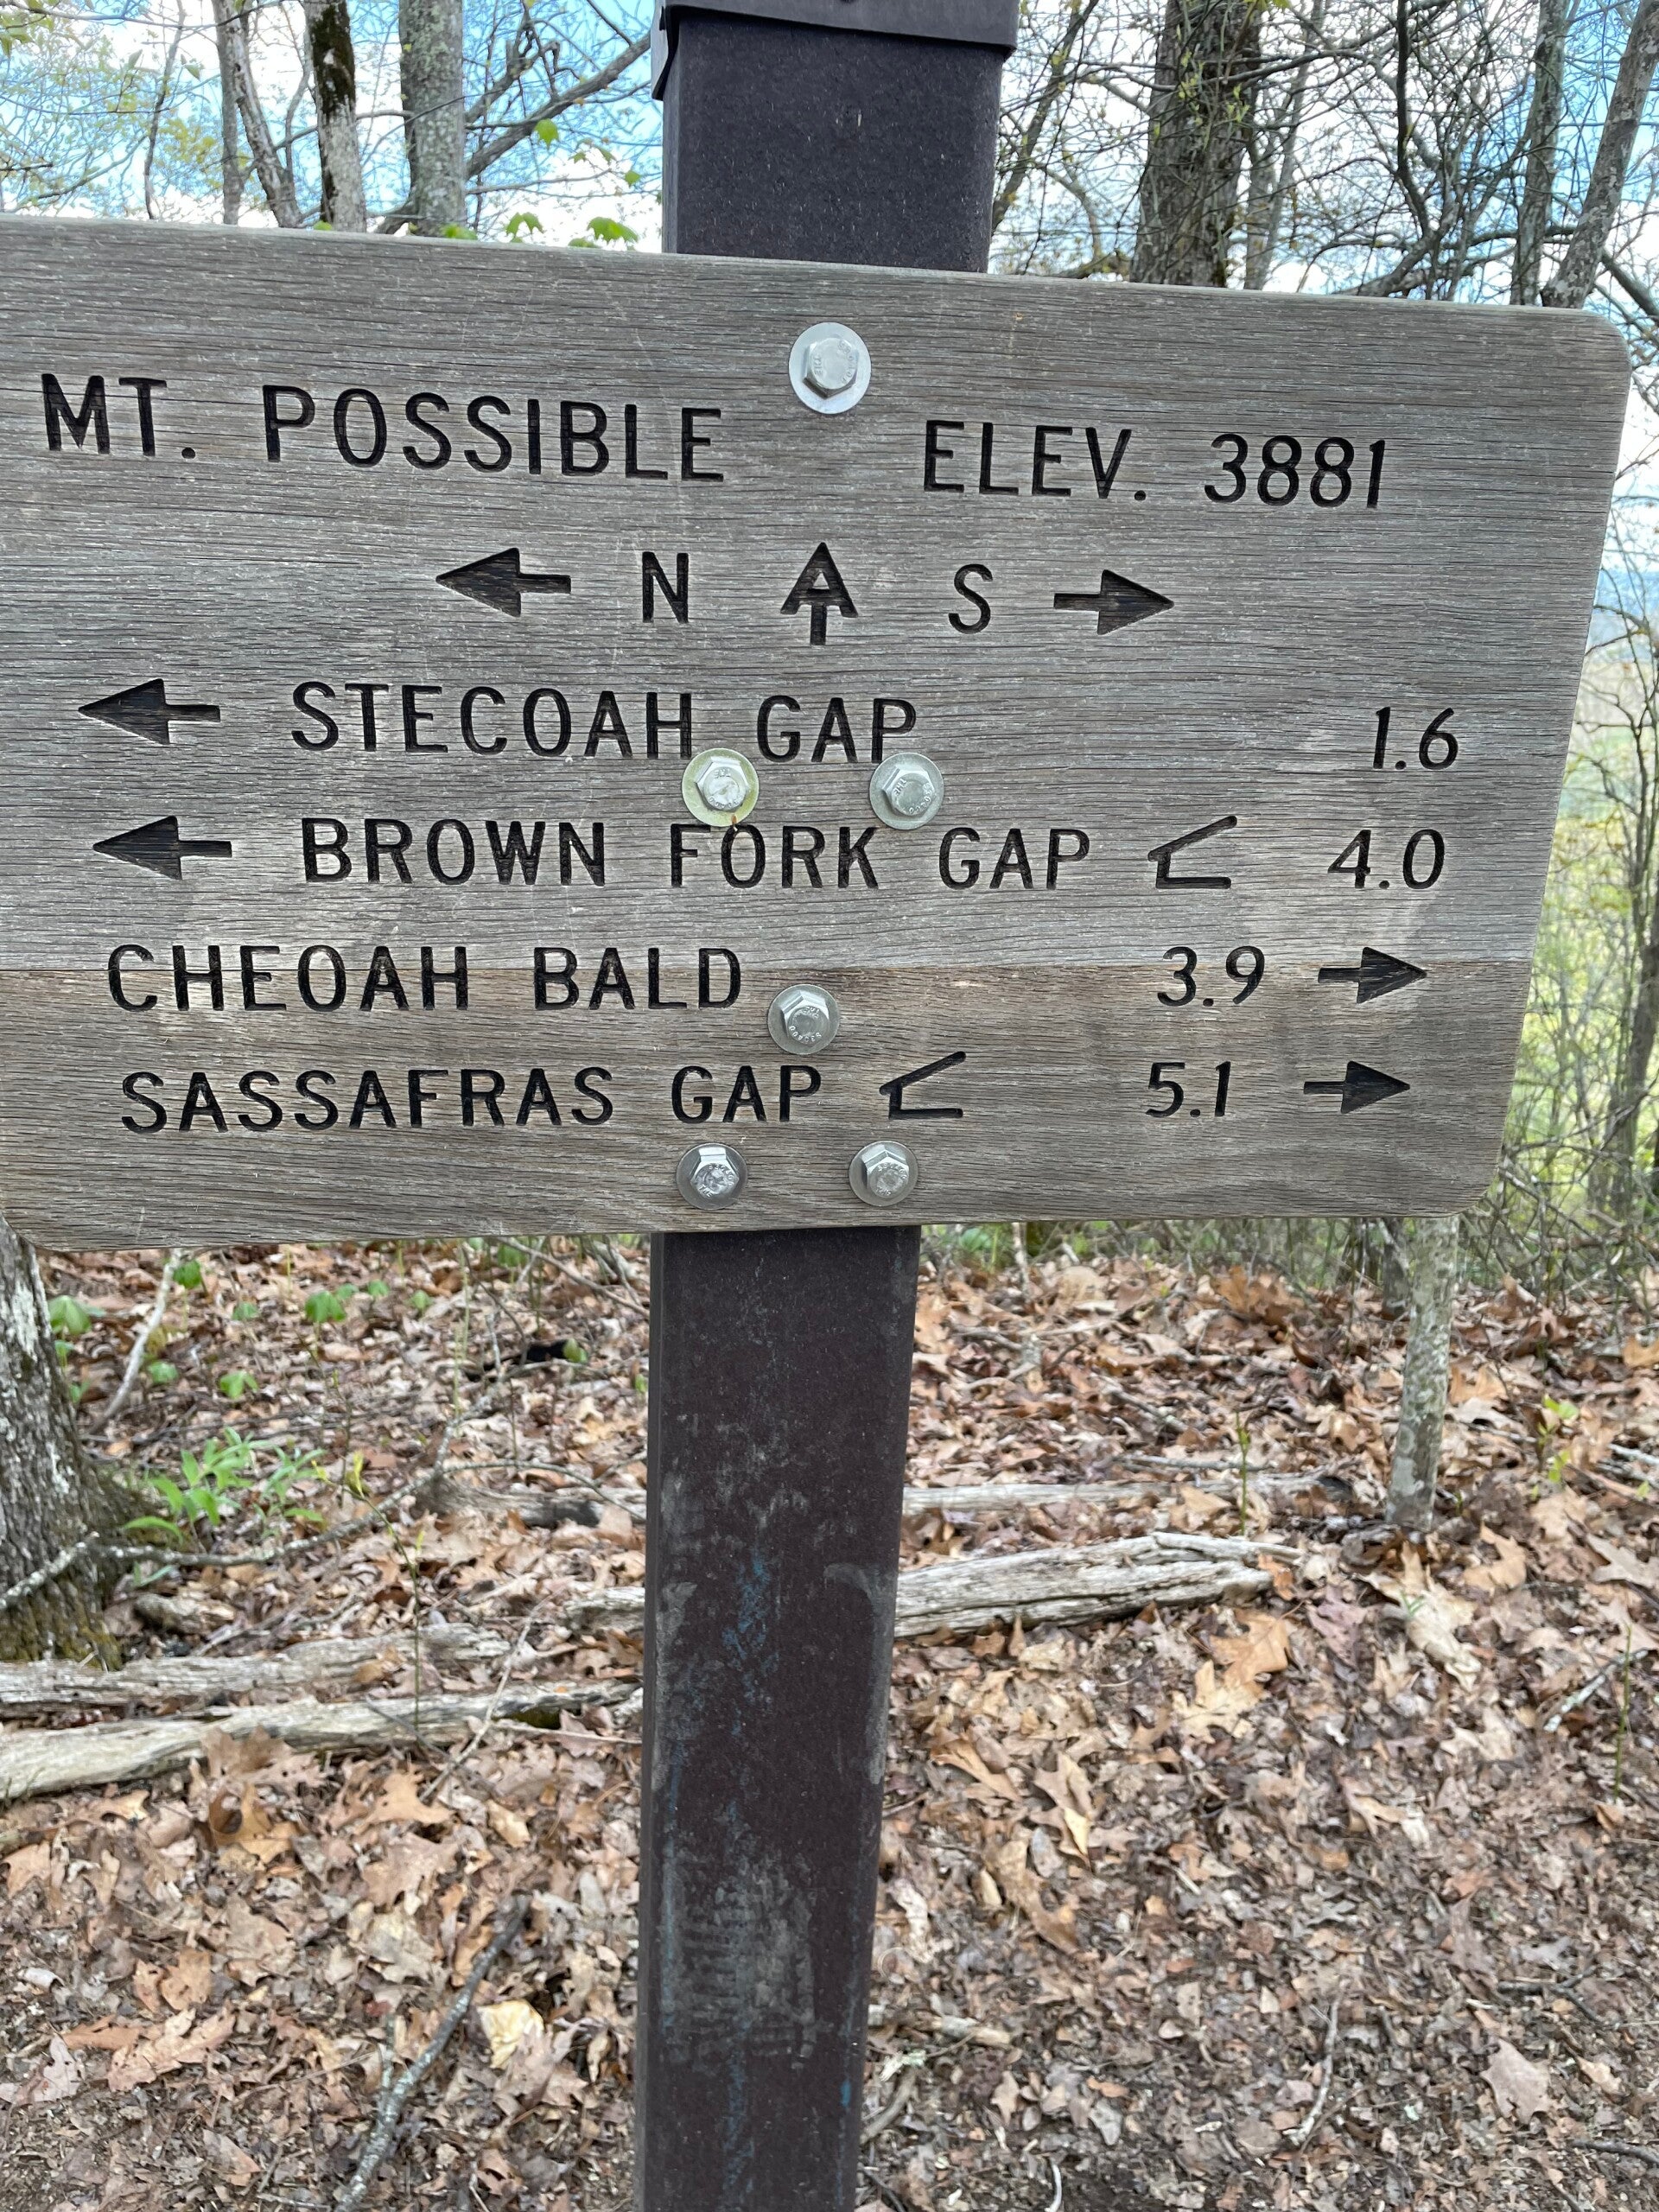 MT. POSSIBLE ELEV. 3881
← N A S →
← STECOAH GAP 1.6
← BROWN FORK GAP 4.0
CHEOAH BALD 3.9 →
SASSAFRAS GAP 5.1 →